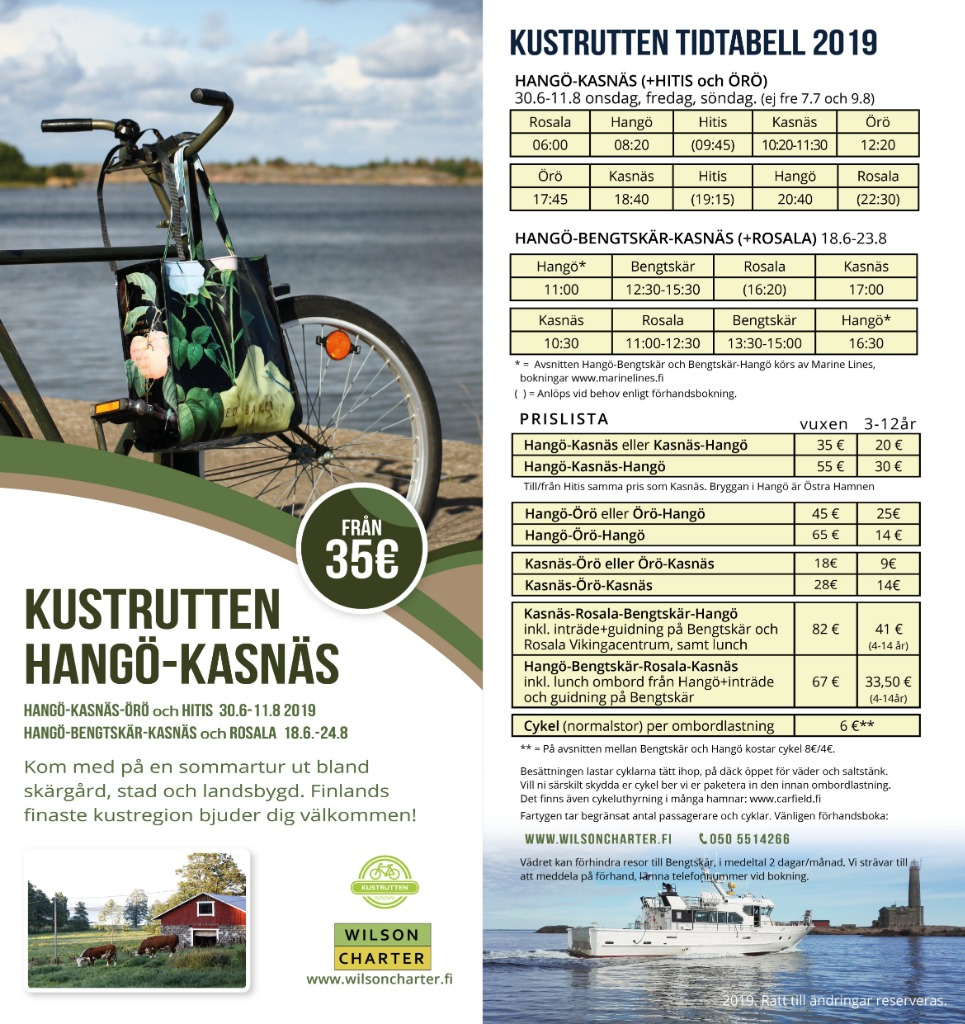 FRÅN
35€
KUSTRUTTEN
HANGÖ-KASNÄS
HANGÖ-KASNÄS-ÖRÖ och HITIS 30.6-11.8 2019
HANGÖ-BENGTSKÄR-KASNÄS och ROSALA 18.6.-24.8
Kom med på en sommartur ut bland
skärgård, stad och landsbygd. Finlands
finaste kustregion bjuder dig välkommen!
KUSTRUTTEN
WILSON
CHARTER
www.wilsoncharter.fi
KUSTRUTTEN TIDTABELL 2019
HANGÖ-KASNÄS (+HITIS och ÖRÖ)
30.6-11.8 onsdag, fredag, söndag. (ej fre 7.7 och 9.8)
Rosala Hangö Hitis Kasnäs Örö
06:00 08:20 (09:45) 10:20-11:30 12:20
Örö Kasnäs Hitis Hangö Rosala
17:45 18:40 (19:15) 20:40 (22:30)
HANGÖ-BENGTSKÄR-KASNÄS (+ROSALA) 18.6-23.8
Hangö* Bengtskär Rosala Kasnäs
11:00 12:30-15:30 (16:20) 17:00
Kasnäs Rosala Bengtskär Hangö*
10:30 11:00-12:30 13:30-15:00 16:30
* = Avsnitten Hangö-Bengtskär och Bengtskär-Hangö körs av Marine Lines,
bokningar www.marinelines.fi
( ) = Anlöps vid behov enligt förhandsbokning.
PRISLISTA vuxen 3-12år
Hangö-Kasnäs eller Kasnäs-Hangö 35 € 20 €
Hangö-Kasnäs-Hangö 55 € 30 €
Till/från Hitis samma pris som Kasnäs. Bryggan i Hangö är Östra Hamnen
Hangö-Örö eller Örö-Hangö 45 € 25€
Hangö-Örö-Hangö 65 € 14 €
Kasnäs-Örö eller Örö-Kasnäs 18€ 9€
Kasnäs-Örö-Kasnäs 28€ 14€
Kasnäs-Rosala-Bengtskär-Hangö
inkl. inträde+guidning på Bengtskär och 82 € 41 €
Rosala Vikingacentrum, samt lunch (4-14 år)
Hangö-Bengtskär-Rosala-Kasnäs
inkl. lunch ombord från Hangö+inträde 67 € 33,50 €
och guidning på Bengtskär (4-14år)
Cykel (normalstor) per ombordlastning 6 €**
** = På avsnitten mellan Bengtskär och Hangö kostar cykel 8€/4€.
Besättningen lastar cyklarna tätt ihop, på däck öppet för väder och saltstänk.
Vill ni särskilt skydda er cykel ber vi er paketera in den innan ombordlastning.
Det finns även cykeluthyrning i många hamnar: www.carfield.fi
Fartygen tar begränsat antal passagerare och cyklar. Vänligen förhandsboka:
WWW.WILSONCHARTER.FI 050 5514266
Vädret kan förhindra resor till Bengtskär, i medeltal 2 dagar/månad. Vi strävar till
att meddela på förhand, lämna telefonnummer vid bokning.
2019. Rätt till ändringar reserveras.